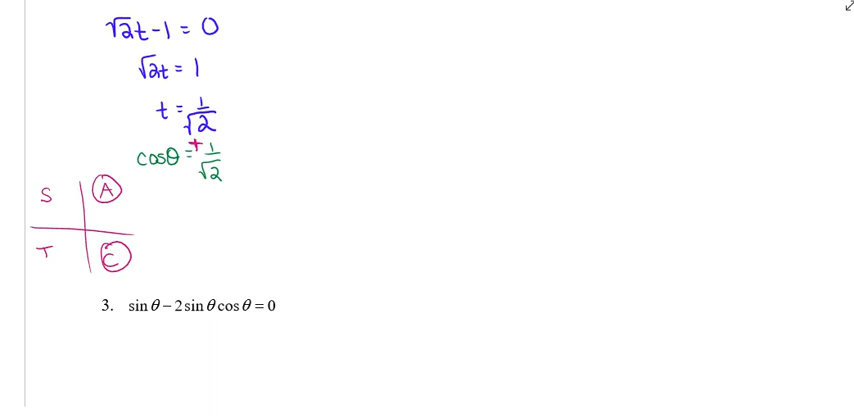 √2t - 1 = 0
√2t = 1
t = 1/√2
cosθ = + 1/√2
S A
T C
3. sin θ − 2 sin θ cos θ = 0